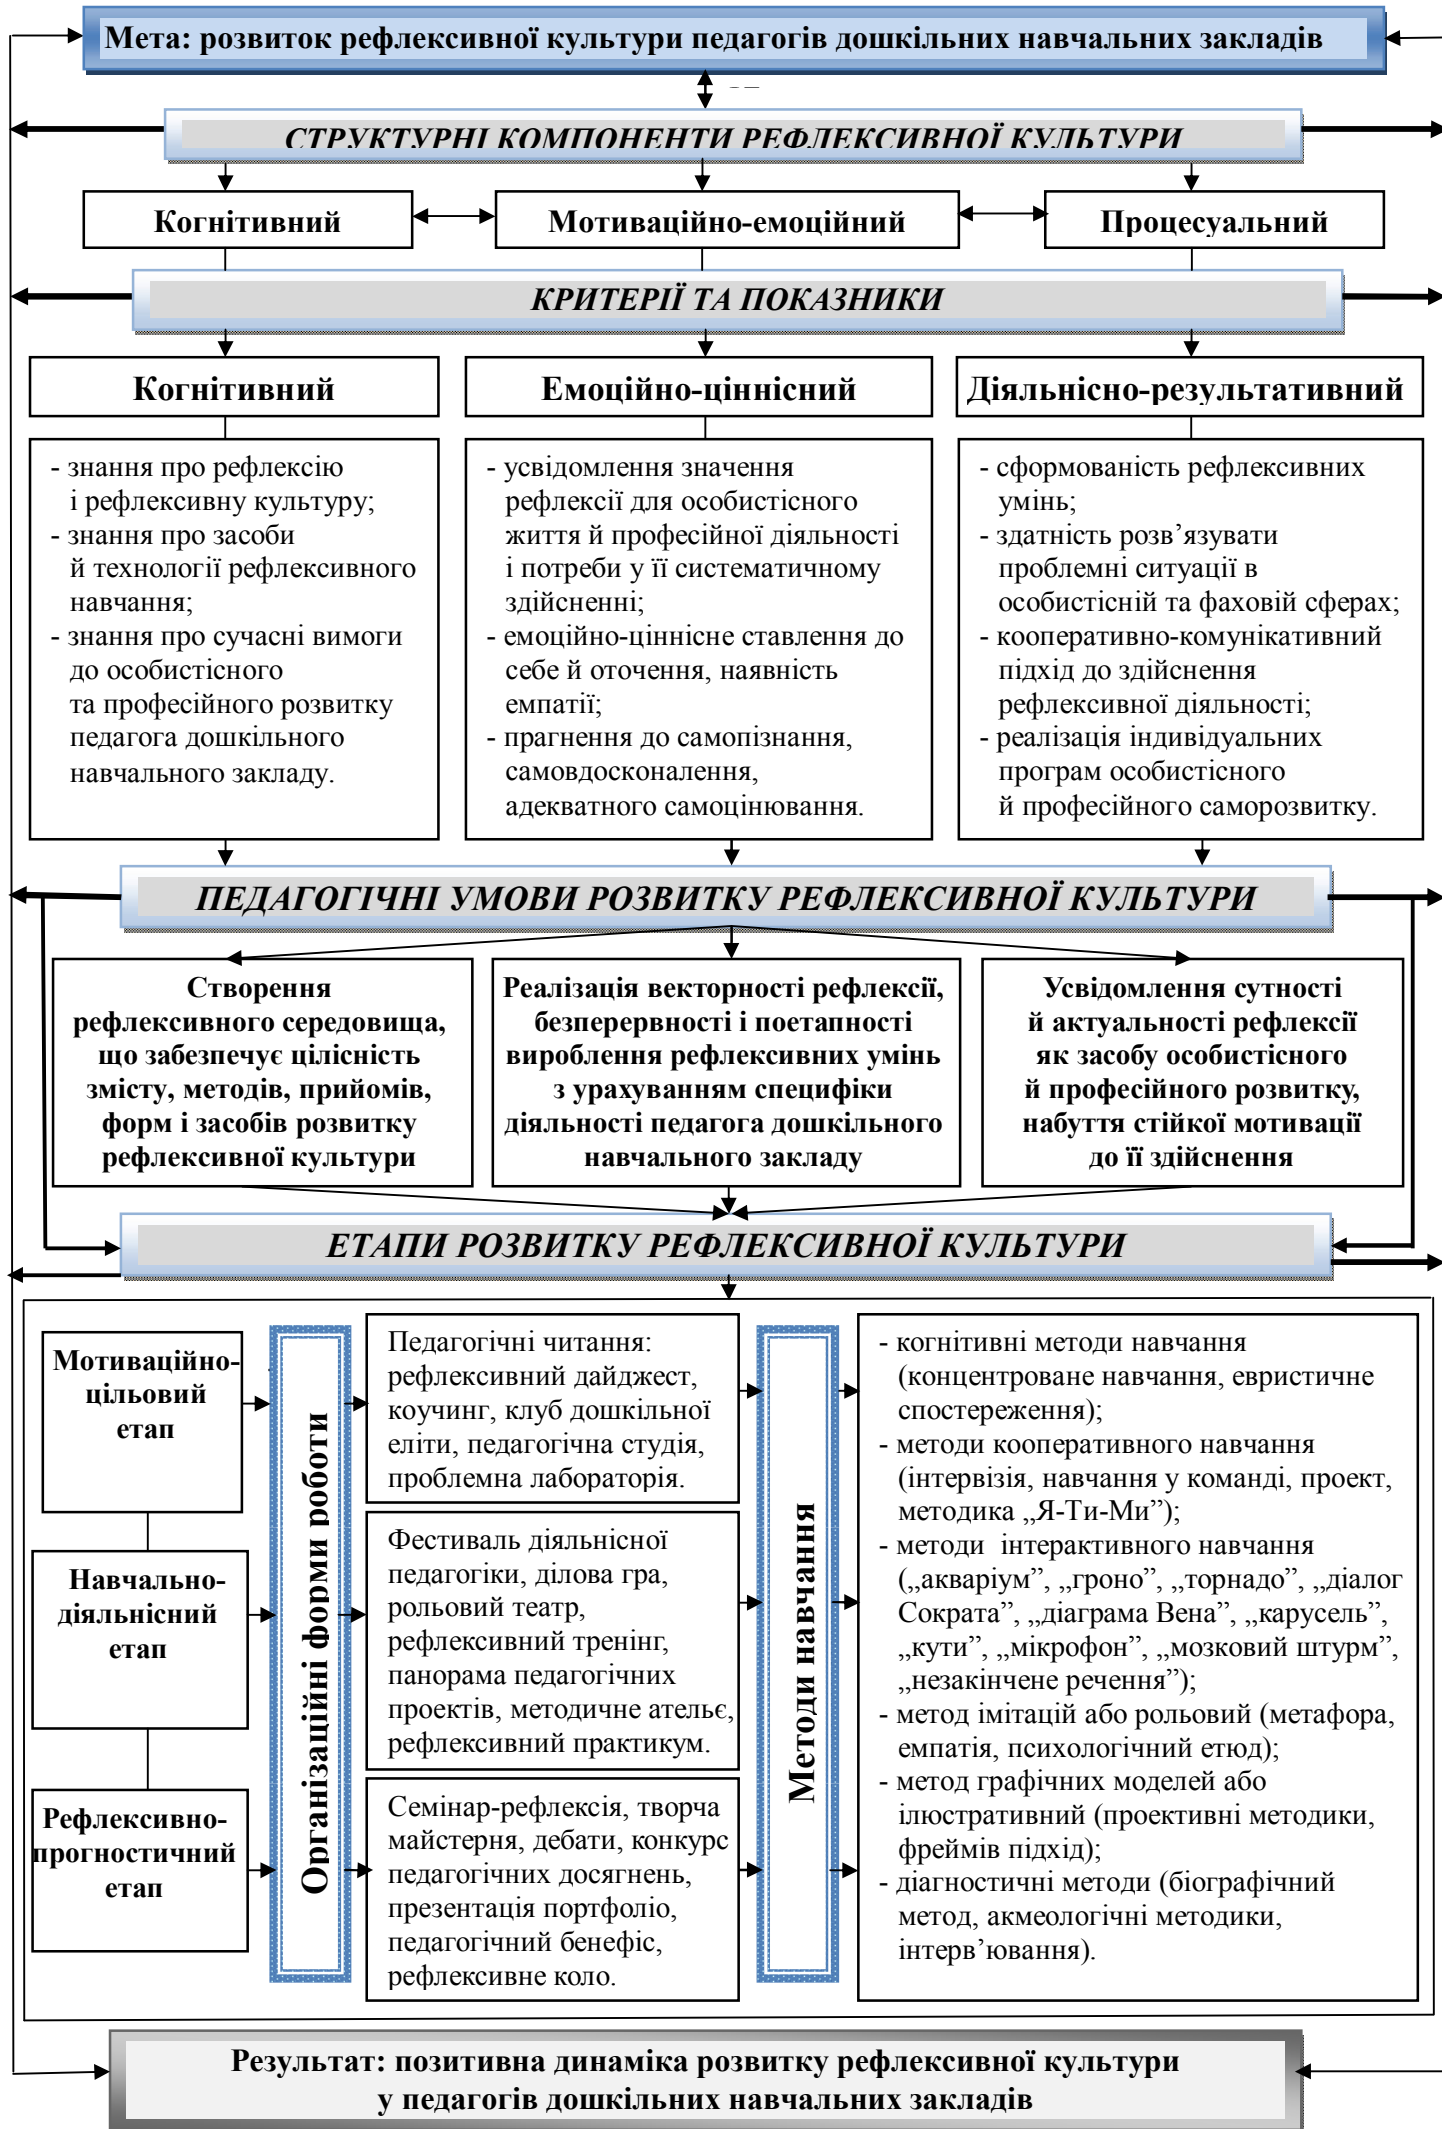 Мета: розвиток рефлексивної культури педагогів дошкільних навчальних закладів
СТРУКТУРНІ КОМПОНЕНТИ РЕФЛЕКСИВНОЇ КУЛЬТУРИ
Когнітивний
Мотиваційно-емоційний
Процесуальний
КРИТЕРІЇ ТА ПОКАЗНИКИ
Когнітивний
Емоційно-ціннісний
Діяльнісно-результативний
- знання про рефлексію
і рефлексивну культуру;
- знання про засоби
й технології рефлексивного
навчання;
- знання про сучасні вимоги
до особистісного
та професійного розвитку
педагога дошкільного
навчального закладу.
- усвідомлення значення
рефлексії для особистісного
життя й професійної діяльності
і потреби у її систематичному
здійсненні;
- емоційно-ціннісне ставлення до
себе й оточення, наявність
емпатії;
- прагнення до самопізнання,
самовдосконалення,
адекватного самоцінювання.
- сформованість рефлексивних
умінь;
- здатність розв’язувати
проблемні ситуації в
особистісній та фаховій сферах;
- кооперативно-комунікативний
підхід до здійснення
рефлексивної діяльності;
- реалізація індивідуальних
програм особистісного
й професійного саморозвитку.
ПЕДАГОГІЧНІ УМОВИ РОЗВИТКУ РЕФЛЕКСИВНОЇ КУЛЬТУРИ
Створення
рефлексивного середовища,
що забезпечує цілісність
змісту, методів, прийомів,
форм і засобів розвитку
рефлексивної культури
Реалізація векторності рефлексії,
безперервності і поетапності
вироблення рефлексивних умінь
з урахуванням специфіки
діяльності педагога дошкільного
навчального закладу
Усвідомлення сутності
й актуальності рефлексії
як засобу особистісного
й професійного розвитку,
набуття стійкої мотивації
до її здійснення
ЕТАПИ РОЗВИТКУ РЕФЛЕКСИВНОЇ КУЛЬТУРИ
Мотиваційно-
цільовий
етап
Навчально-
діяльнісний
етап
Рефлексивно-
прогностичний
етап
Організаційні форми роботи
Педагогічні читання:
рефлексивний дайджест,
коучинг, клуб дошкільної
еліти, педагогічна студія,
проблемна лабораторія.
Фестиваль діяльнісної
педагогіки, ділова гра,
рольовий театр,
рефлексивний тренінг,
панорама педагогічних
проектів, методичне ательє,
рефлексивний практикум.
Семінар-рефлексія, творча
майстерня, дебати, конкурс
педагогічних досягнень,
презентація портфоліо,
педагогічний бенефіс,
рефлексивне коло.
Методи навчання
- когнітивні методи навчання
(концентроване навчання, евристичне
спостереження);
- методи кооперативного навчання
(інтервізія, навчання у команді, проект,
методика „Я-Ти-Ми”);
- методи інтерактивного навчання
(„акваріум”, „гроно”, „торнадо”, „діалог
Сократа”, „діаграма Вена”, „карусель”,
„кути”, „мікрофон”, „мозковий штурм”,
„незакінчене речення”);
- метод імітацій або рольовий (метафора,
емпатія, психологічний етюд);
- метод графічних моделей або
ілюстративний (проективні методики,
фреймів підхід);
- діагностичні методи (біографічний
метод, акмеологічні методики,
інтерв’ювання).
Результат: позитивна динаміка розвитку рефлексивної культури
у педагогів дошкільних навчальних закладів